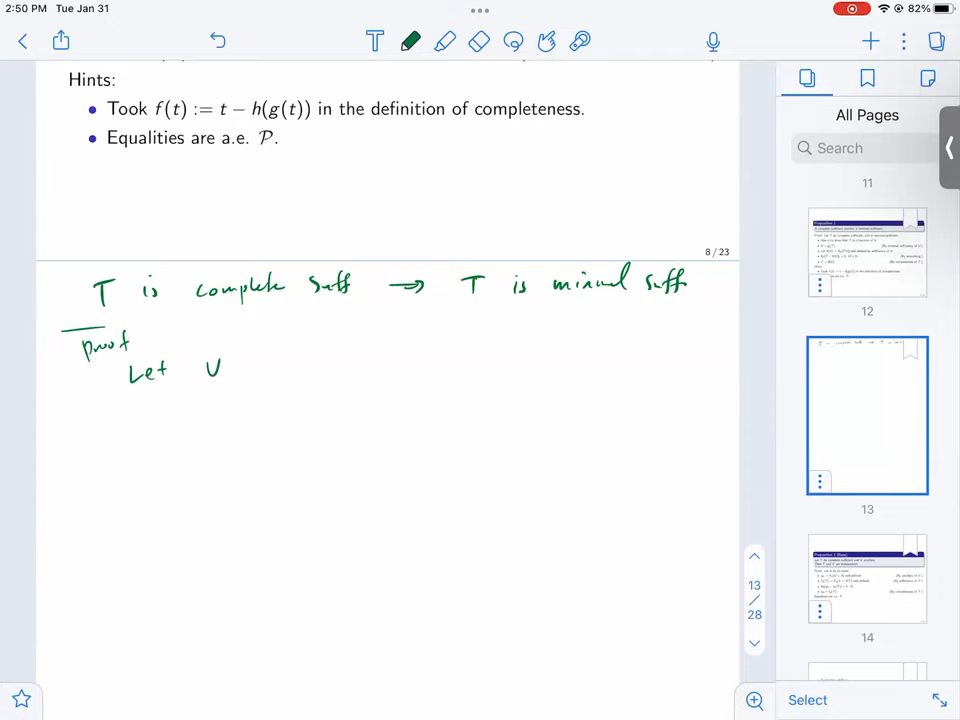 2:50 PM Tue Jan 31
82%
Hints:
• Took f(t) := t − h(g(t)) in the definition of completeness.
• Equalities are a.e. 𝒫.
8 / 23
T is complete suff ⇒ T is minimal suff
proof
Let U
All Pages
Search
11
12
13
14
13
/
28
Select